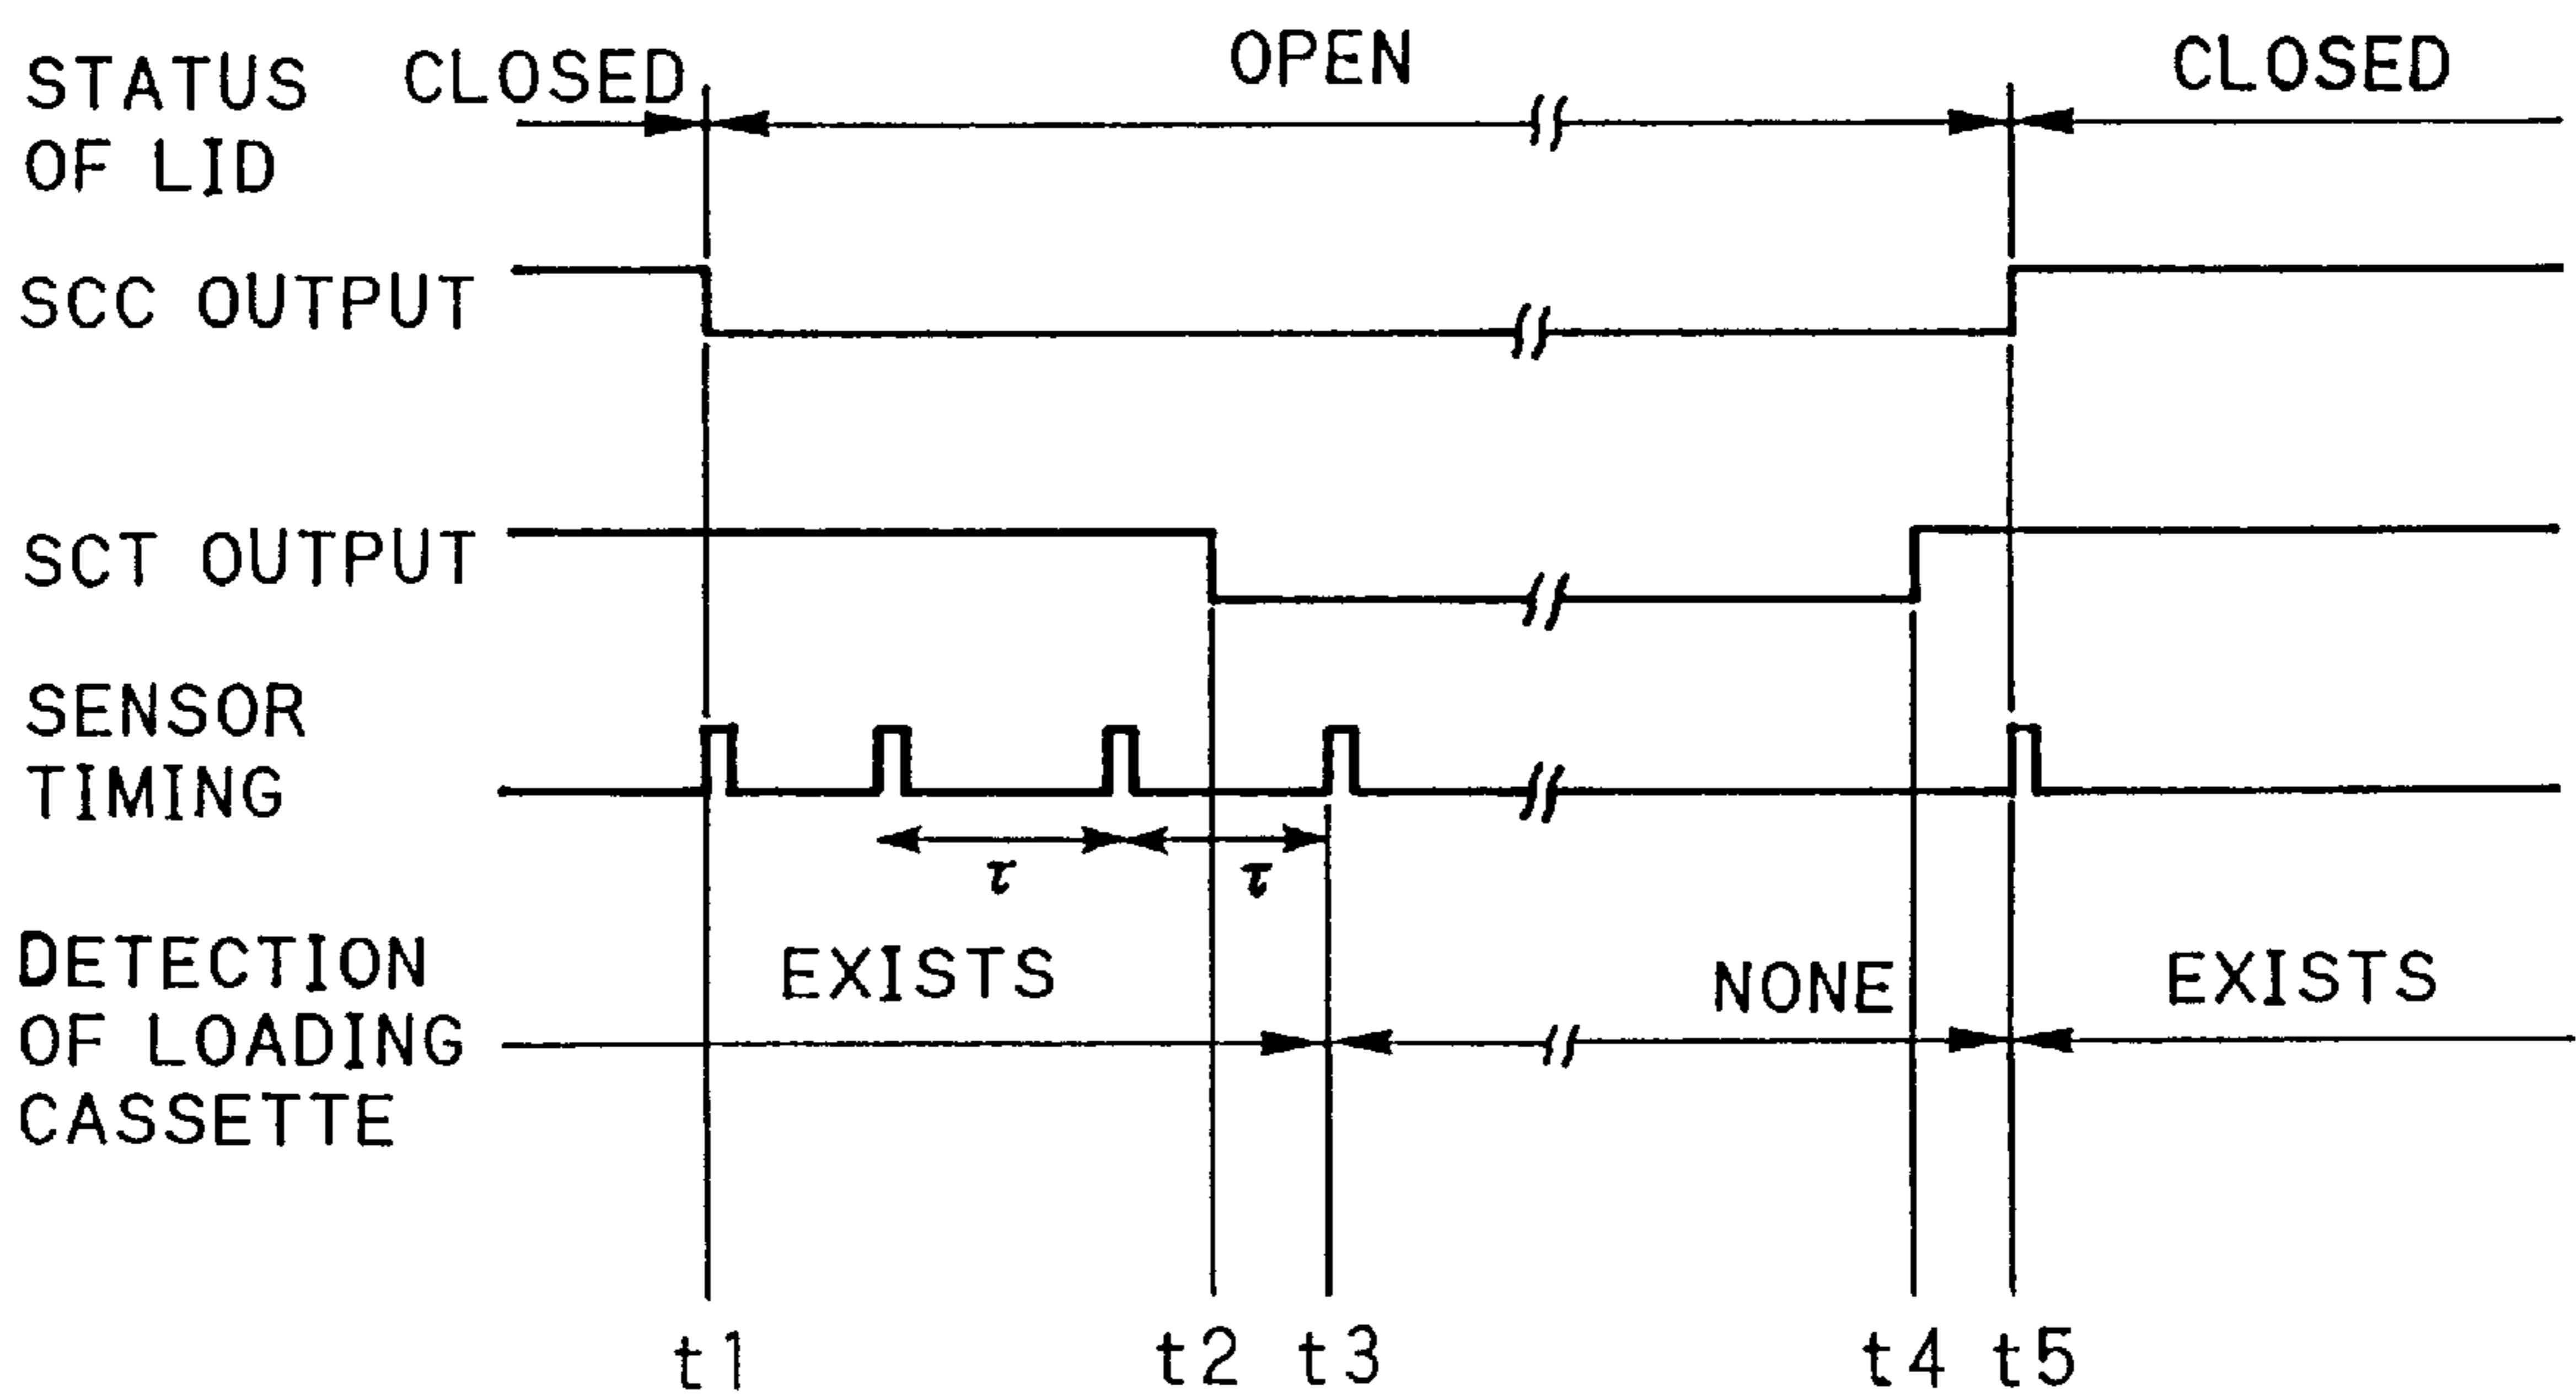 STATUS OF LID
CLOSED
OPEN
CLOSED
SCC OUTPUT
SCT OUTPUT
SENSOR TIMING
τ
τ
DETECTION OF LOADING CASSETTE
EXISTS
NONE
EXISTS
t1
t2
t3
t4
t5